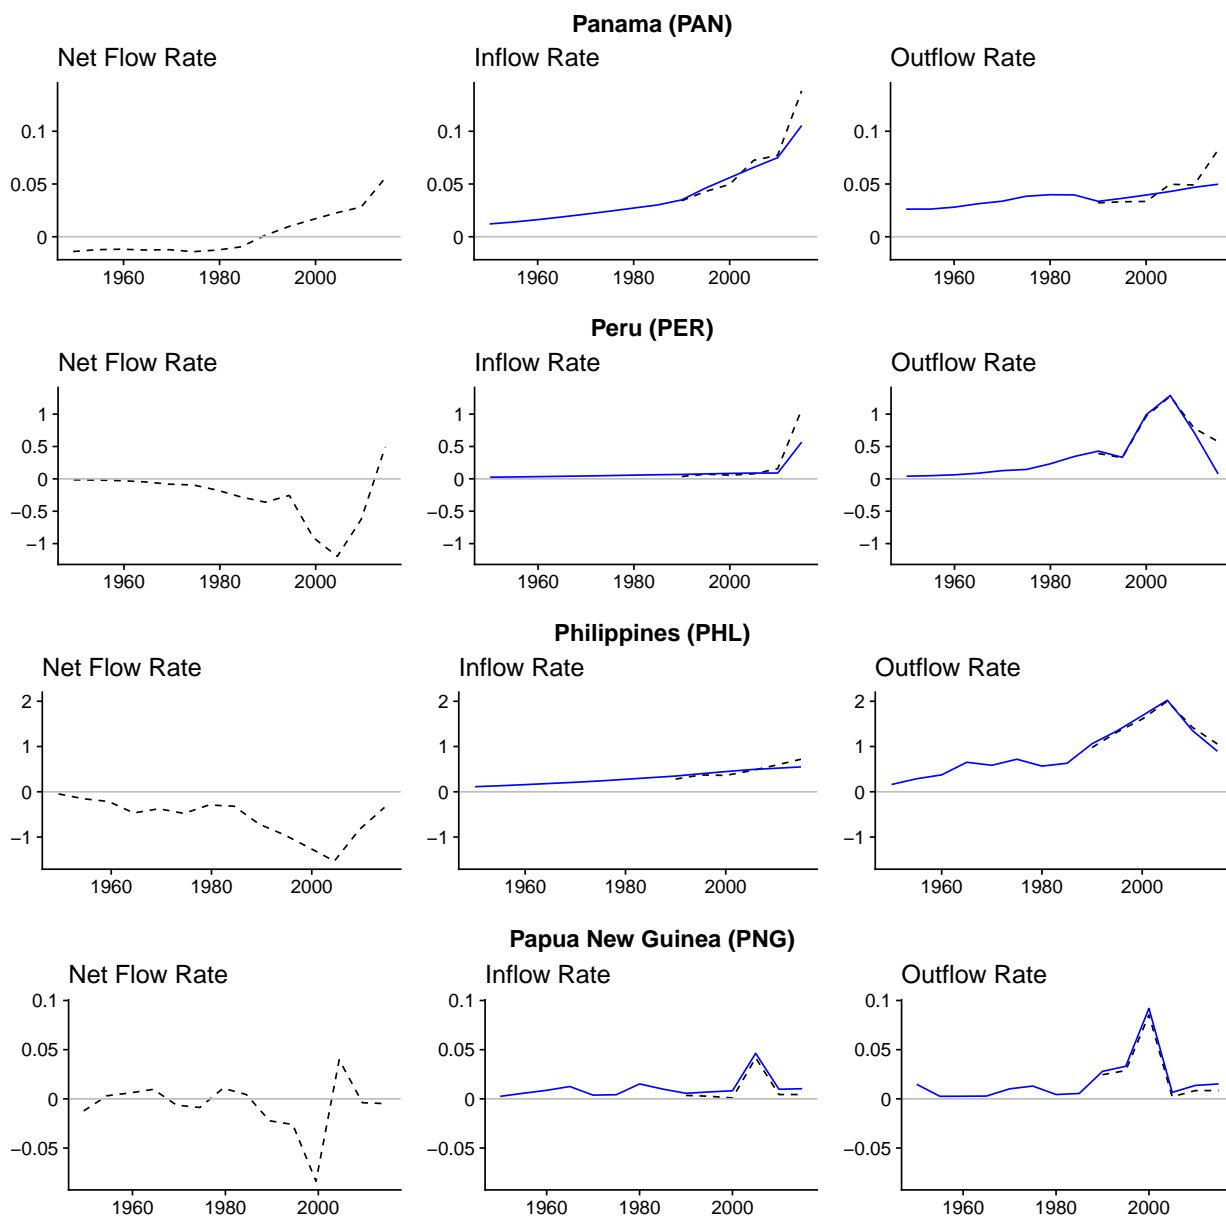 Panama (PAN)
Net Flow Rate
Inflow Rate
Outflow Rate
0.1
0.05
0
1960 1980 2000
1960 1980 2000
1960 1980 2000
0.1
0.05
0
0.1
0.05
0
Peru (PER)
Net Flow Rate
Inflow Rate
Outflow Rate
1
0.5
0
−0.5
−1
1960 1980 2000
1
0.5
0
−0.5
−1
1960 1980 2000
1
0.5
0
−0.5
−1
1960 1980 2000
Philippines (PHL)
Net Flow Rate
Inflow Rate
Outflow Rate
2
1
0
−1
1960 1980 2000
2
1
0
−1
1960 1980 2000
2
1
0
−1
1960 1980 2000
Papua New Guinea (PNG)
Net Flow Rate
Inflow Rate
Outflow Rate
0.1
0.05
0
−0.05
1960 1980 2000
0.1
0.05
0
−0.05
1960 1980 2000
0.1
0.05
0
−0.05
1960 1980 2000